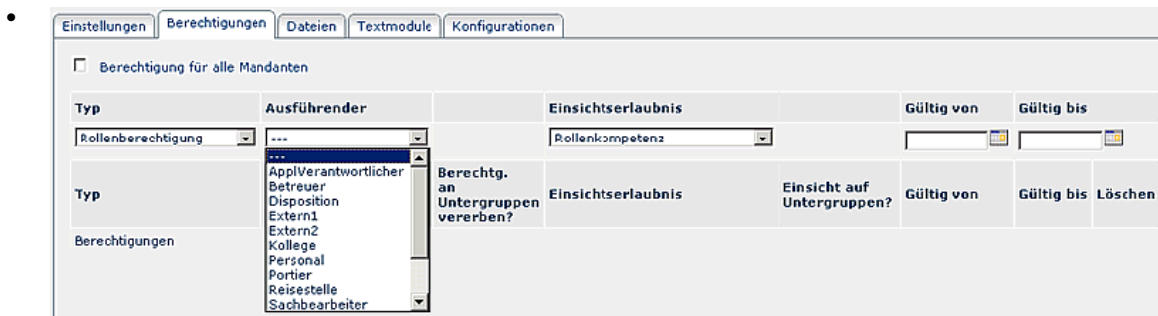 Einstellungen Berechtigungen Dateien Textmodule Konfigurationen
Berechtigung für alle Mandanten
Typ Ausführender Einsichtserlaubnis Gültig von Gültig bis
Rollenberechtigung --- Rollenkompetenz
---
ApplVerantwortlicher
Betreuer
Disposition
Extern1
Extern2
Kollege
Personal
Portier
Reisestelle
Sachbearbeiter
Typ Berechtg. an Untergruppen vererben? Einsichtserlaubnis Einsicht auf Untergruppen? Gültig von Gültig bis Löschen
Berechtigungen